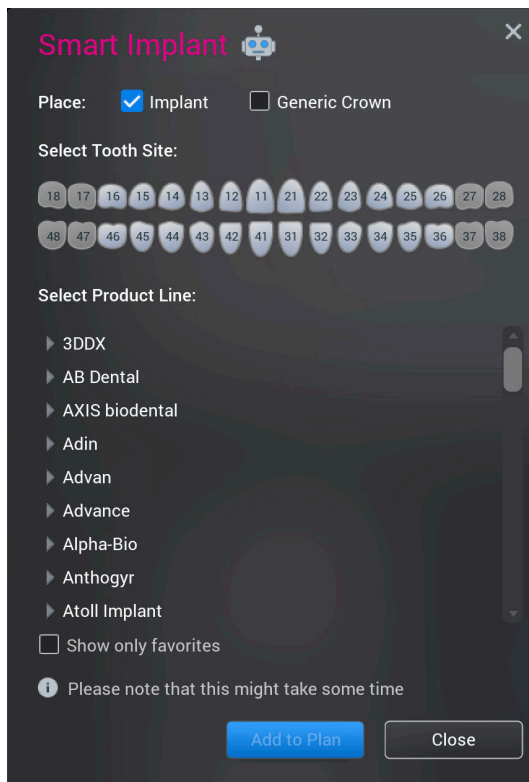 Smart Implant
Place: Implant Generic Crown
Select Tooth Site:
18 17 16 15 14 13 12 11 21 22 23 24 25 26 27 28
48 47 46 45 44 43 42 41 31 32 33 34 35 36 37 38
Select Product Line:
3DDX
AB Dental
AXIS biodental
Adin
Advan
Advance
Alpha-Bio
Anthogyr
Atoll Implant
Show only favorites
Please note that this might take some time
Add to Plan Close